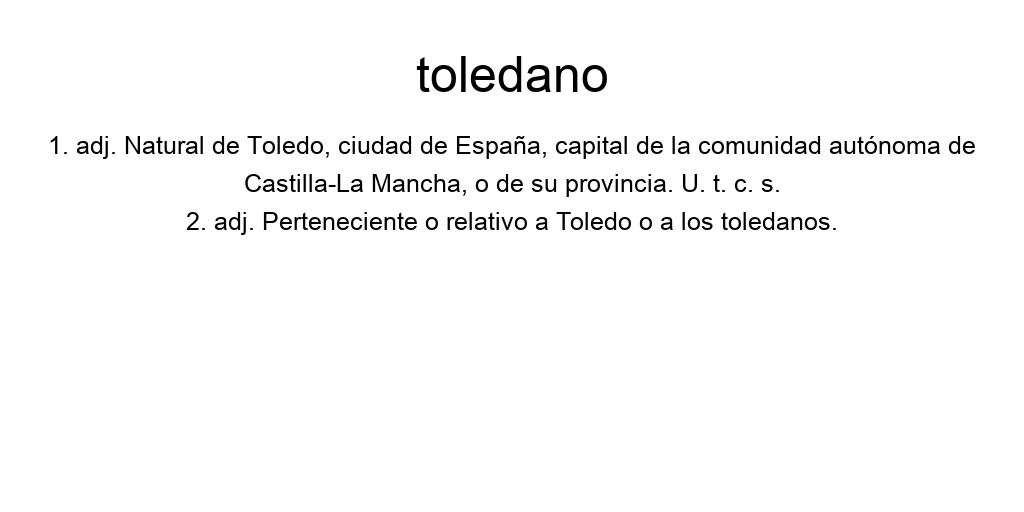 toledano
1. adj. Natural de Toledo, ciudad de España, capital de la comunidad autónoma de
Castilla-La Mancha, o de su provincia. U. t. c. s.
2. adj. Perteneciente o relativo a Toledo o a los toledanos.